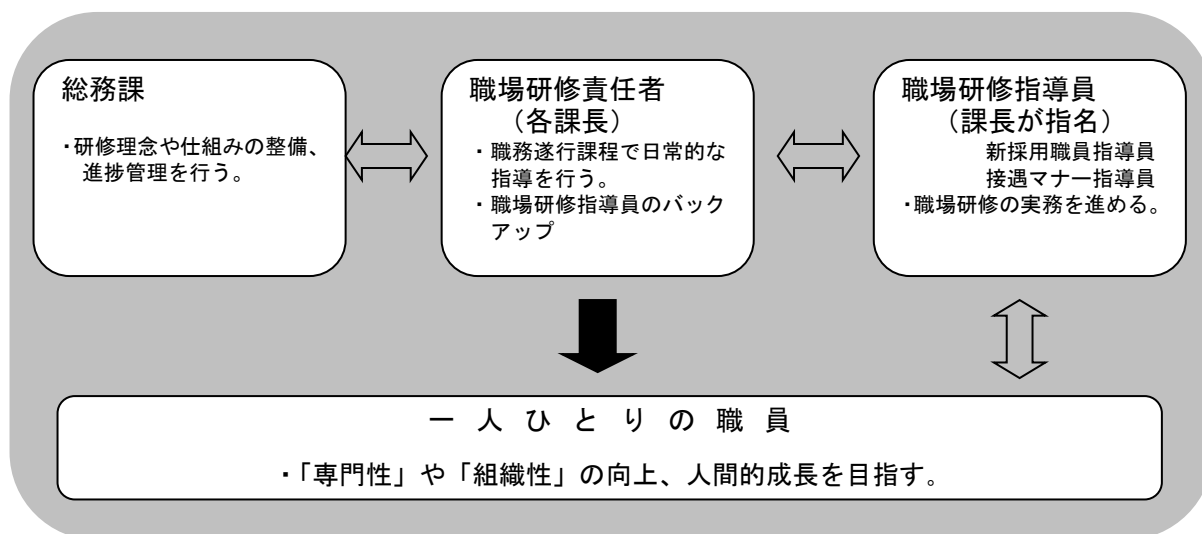 総務課
・研修理念や仕組みの整備、
進捗管理を行う。
職場研修責任者
（各課長）
・職務遂行課程で日常的な
指導を行う。
・職場研修指導員のバック
アップ
職場研修指導員
（課長が指名）
新採用職員指導員
接遇マナー指導員
・職場研修の実務を進める。
一人ひとりの職員
・「専門性」や「組織性」の向上、人間的成長を目指す。